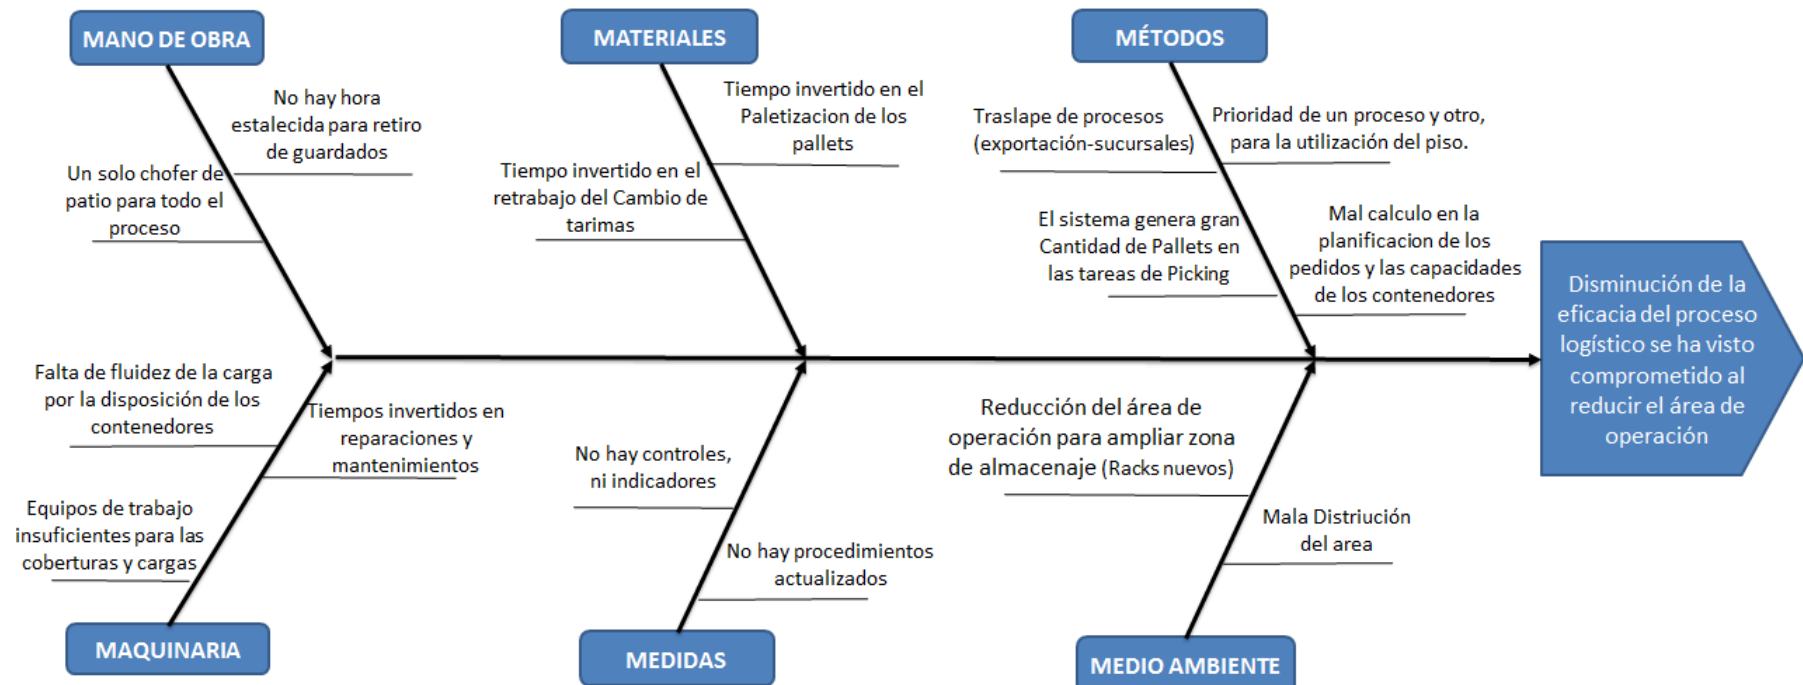 MANO DE OBRA
No hay hora
estalecida para retiro
de guardados
Un solo chofer de
patio para todo el
proceso
MATERIALES
Tiempo invertido en el
Paletizacion de los
pallets
Tiempo invertido en el
retrabajo del Cambio de
tarimas
MÉTODOS
Traslape de procesos
(exportación-sucursales)
Prioridad de un proceso y otro,
para la utilización del piso.
El sistema genera gran
Cantidad de Pallets en
las tareas de Picking
Mal calculo en la
planificacion de los
pedidos y las capacidades
de los contenedores
Disminución de la
eficacia del proceso
logístico se ha visto
comprometido al
reducir el área de
operación
Falta de fluidez de la carga
por la disposición de los
contenedores
Tiempos invertidos en
reparaciones y
mantenimientos
Equipos de trabajo
insuficientes para las
coberturas y cargas
MAQUINARIA
No hay controles,
ni indicadores
No hay procedimientos
actualizados
MEDIDAS
Reducción del área de
operación para ampliar zona
de almacenaje (Racks nuevos)
Mala Distriución
del area
MEDIO AMBIENTE